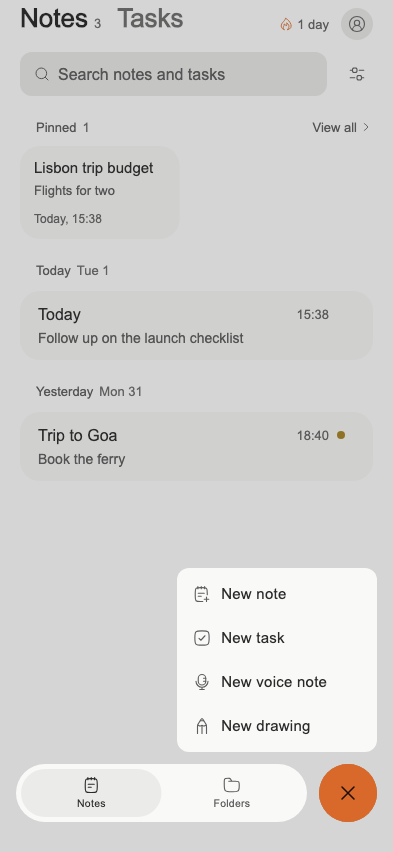 Notes 3 Tasks
1 day
Search notes and tasks
Pinned 1
View all
Lisbon trip budget
Flights for two
Today, 15:38
Today Tue 1
Today 15:38
Follow up on the launch checklist
Yesterday Mon 31
Trip to Goa 18:40
Book the ferry
New note
New task
New voice note
New drawing
Notes
Folders